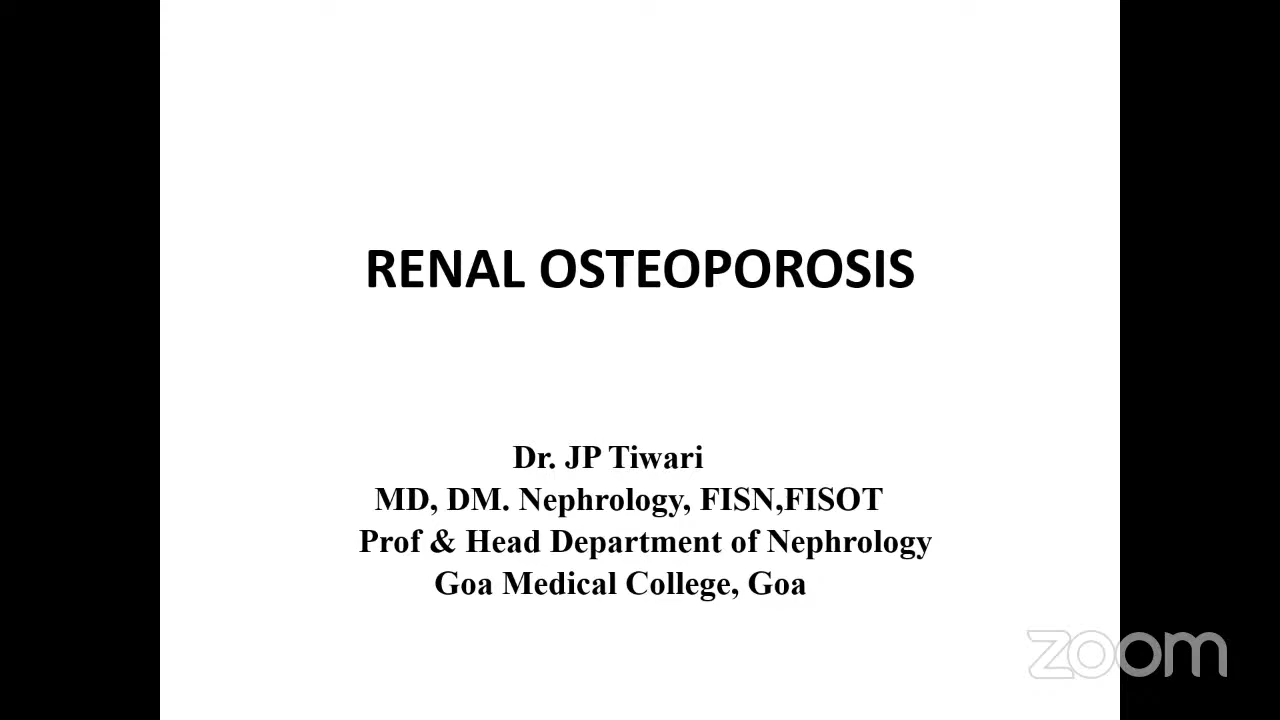 RENAL OSTEOPOROSIS
Dr. JP Tiwari
MD, DM. Nephrology, FISN,FISOT
Prof & Head Department of Nephrology
Goa Medical College, Goa
zoom